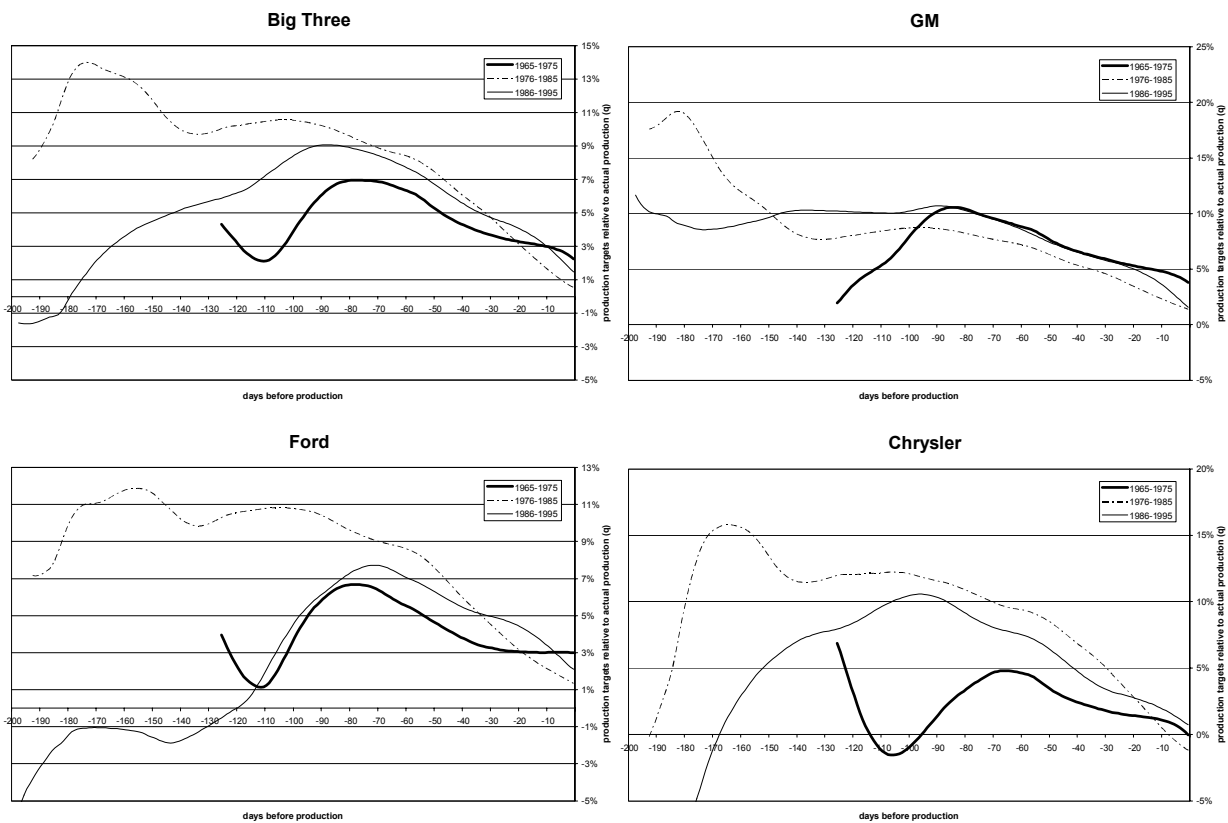 Big Three
15%
13%
11%
9%
7%
5%
3%
1%
-1%
-3%
-5%
-200 -190 -180 -170 -160 -150 -140 -130 -120 -110 -100 -90 -80 -70 -60 -50 -40 -30 -20 -10
days before production
production targets relative to actual production (q)
1965-1975
1976-1985
1986-1995
GM
25%
20%
15%
10%
5%
0%
-5%
-200 -190 -180 -170 -160 -150 -140 -130 -120 -110 -100 -90 -80 -70 -60 -50 -40 -30 -20 -10
days before production
production targets relative to actual production (q)
1965-1975
1976-1985
1986-1995
Ford
13%
11%
9%
7%
5%
3%
1%
-1%
-3%
-5%
-200 -190 -180 -170 -160 -150 -140 -130 -120 -110 -100 -90 -80 -70 -60 -50 -40 -30 -20 -10
days before production
production targets relative to actual production (q)
1965-1975
1976-1985
1986-1995
Chrysler
20%
15%
10%
5%
0%
-5%
-200 -190 -180 -170 -160 -150 -140 -130 -120 -110 -100 -90 -80 -70 -60 -50 -40 -30 -20 -10
days before production
production targets relative to actual production (q)
1965-1975
1976-1985
1986-1995